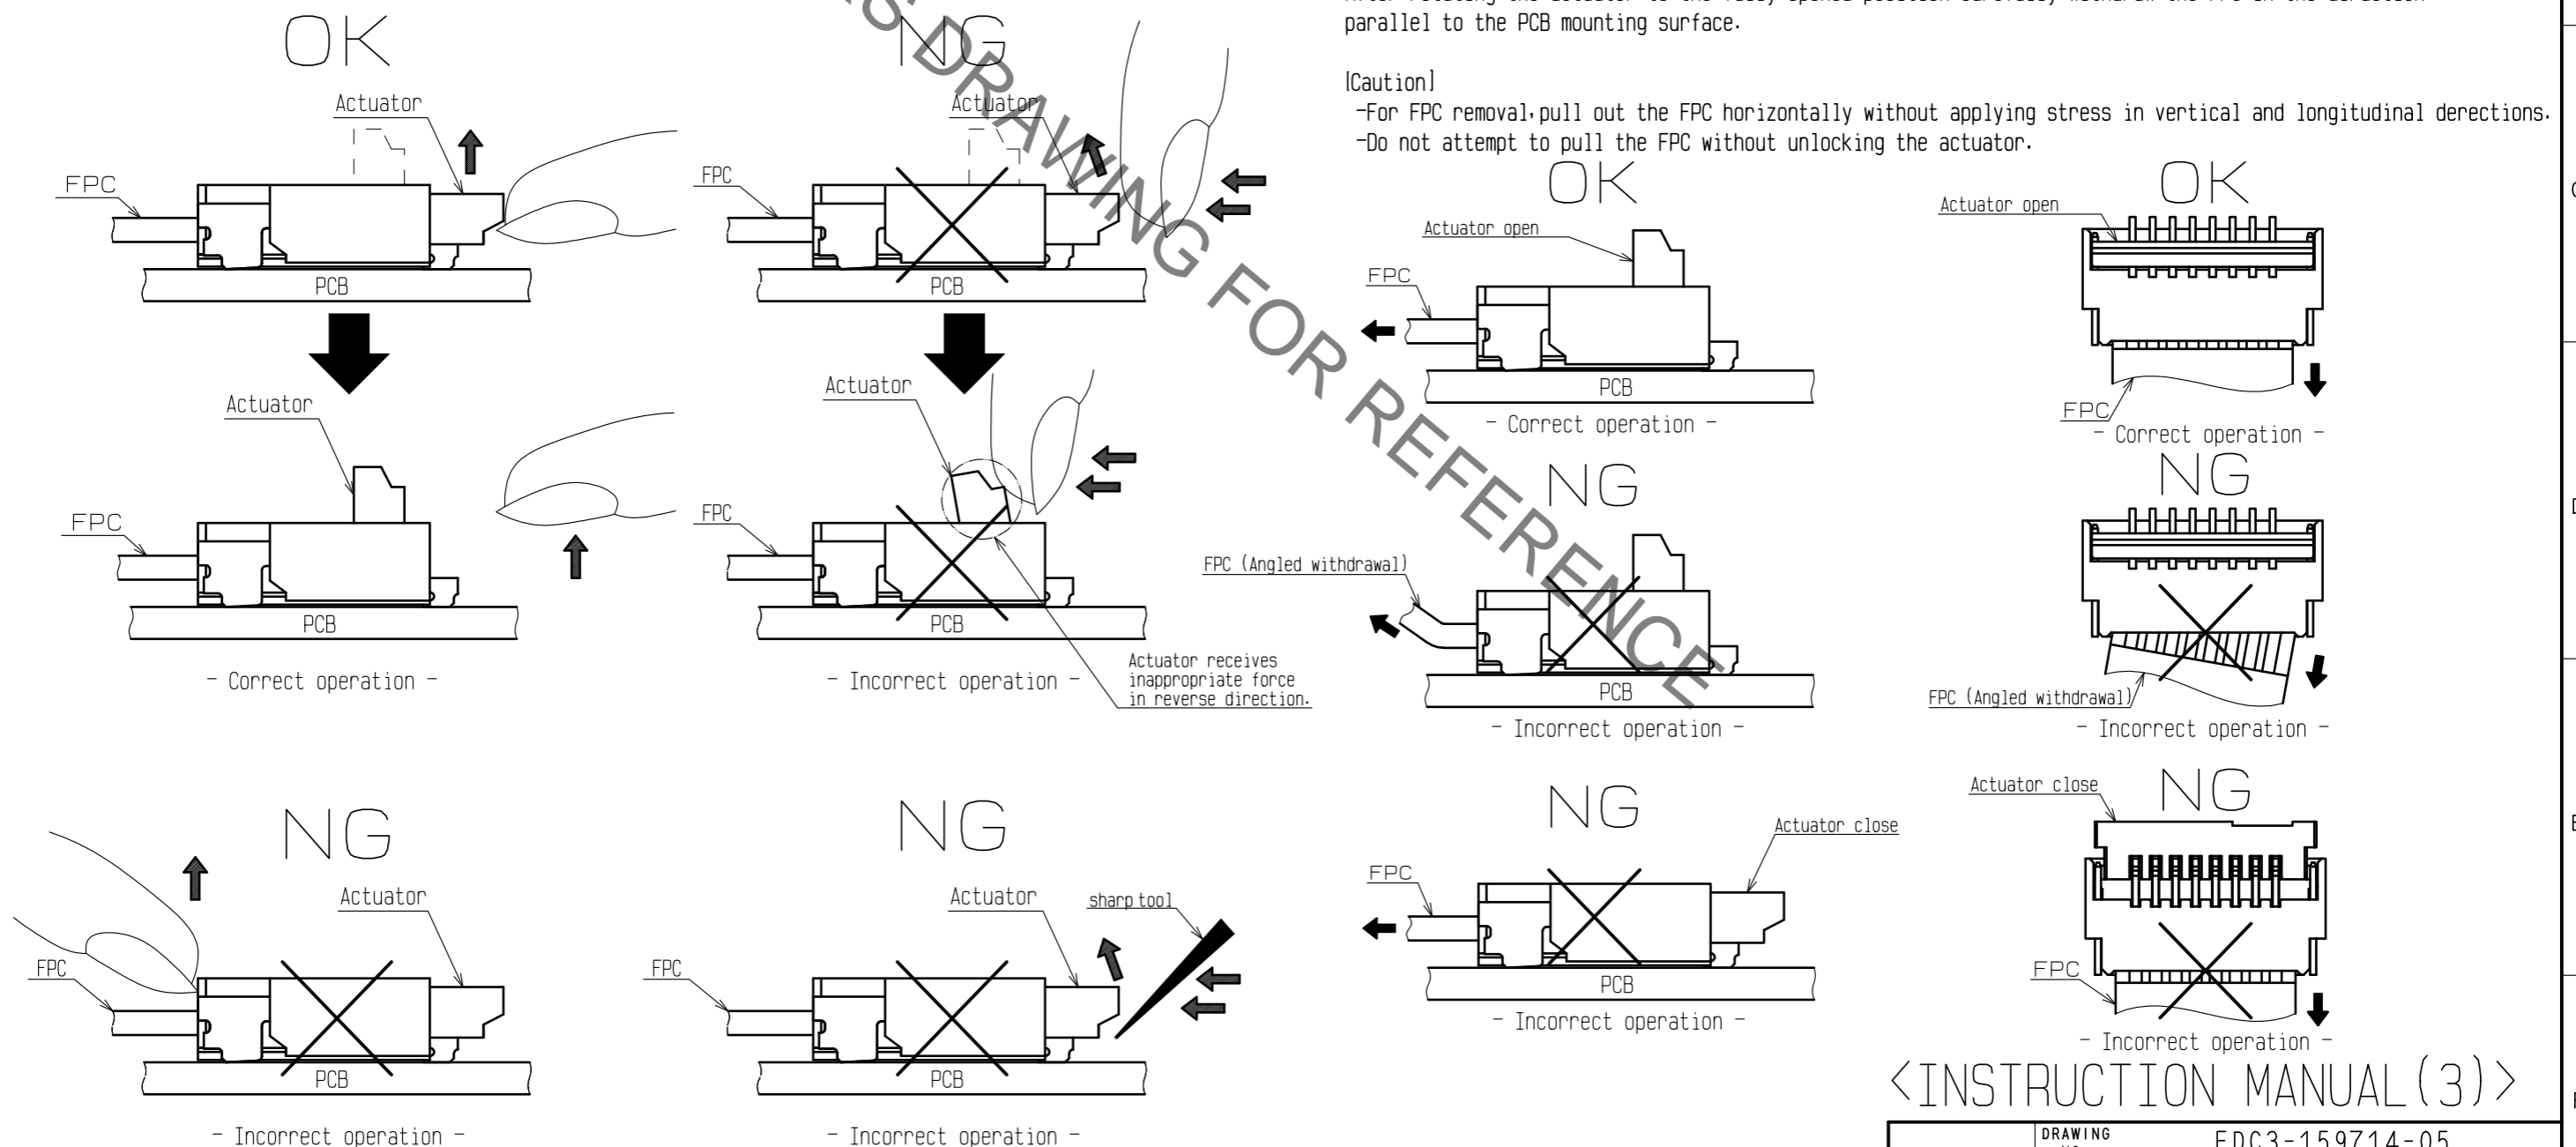 parallel to the PCB mounting surface.
[Caution]
-For FPC removal, pull out the FPC horizontally without applying stress in vertical and longitudinal derections.
-Do not attempt to pull the FPC without unlocking the actuator.
OK
Actuator
FPC
PCB
Actuator
FPC
PCB
- Correct operation -
NG
Actuator
FPC
PCB
Actuator
FPC
PCB
Actuator receives
inappropriate force
in reverse direction.
- Incorrect operation -
NG
Actuator
FPC
PCB
- Incorrect operation -
NG
Actuator
sharp tool
FPC
PCB
- Incorrect operation -
OK
Actuator open
FPC
PCB
- Correct operation -
OK
Actuator open
FPC
- Correct operation -
NG
FPC (Angled withdrawal)
PCB
- Incorrect operation -
NG
FPC (Angled withdrawal)
- Incorrect operation -
NG
Actuator close
FPC
PCB
- Incorrect operation -
NG
Actuator close
FPC
- Incorrect operation -
<INSTRUCTION MANUAL(3)>
DRAWING
EDC3-159714-05
DRAWING FOR REFERENCE